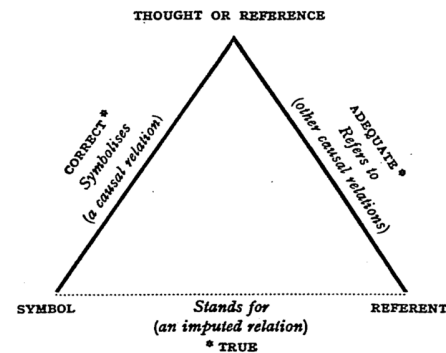 THOUGHT OR REFERENCE
CORRECT *
Symbolises
(a causal relation)
ADEQUATE *
Refers to
(other causal relations)
SYMBOL
Stands for
(an imputed relation)
* TRUE
REFERENT